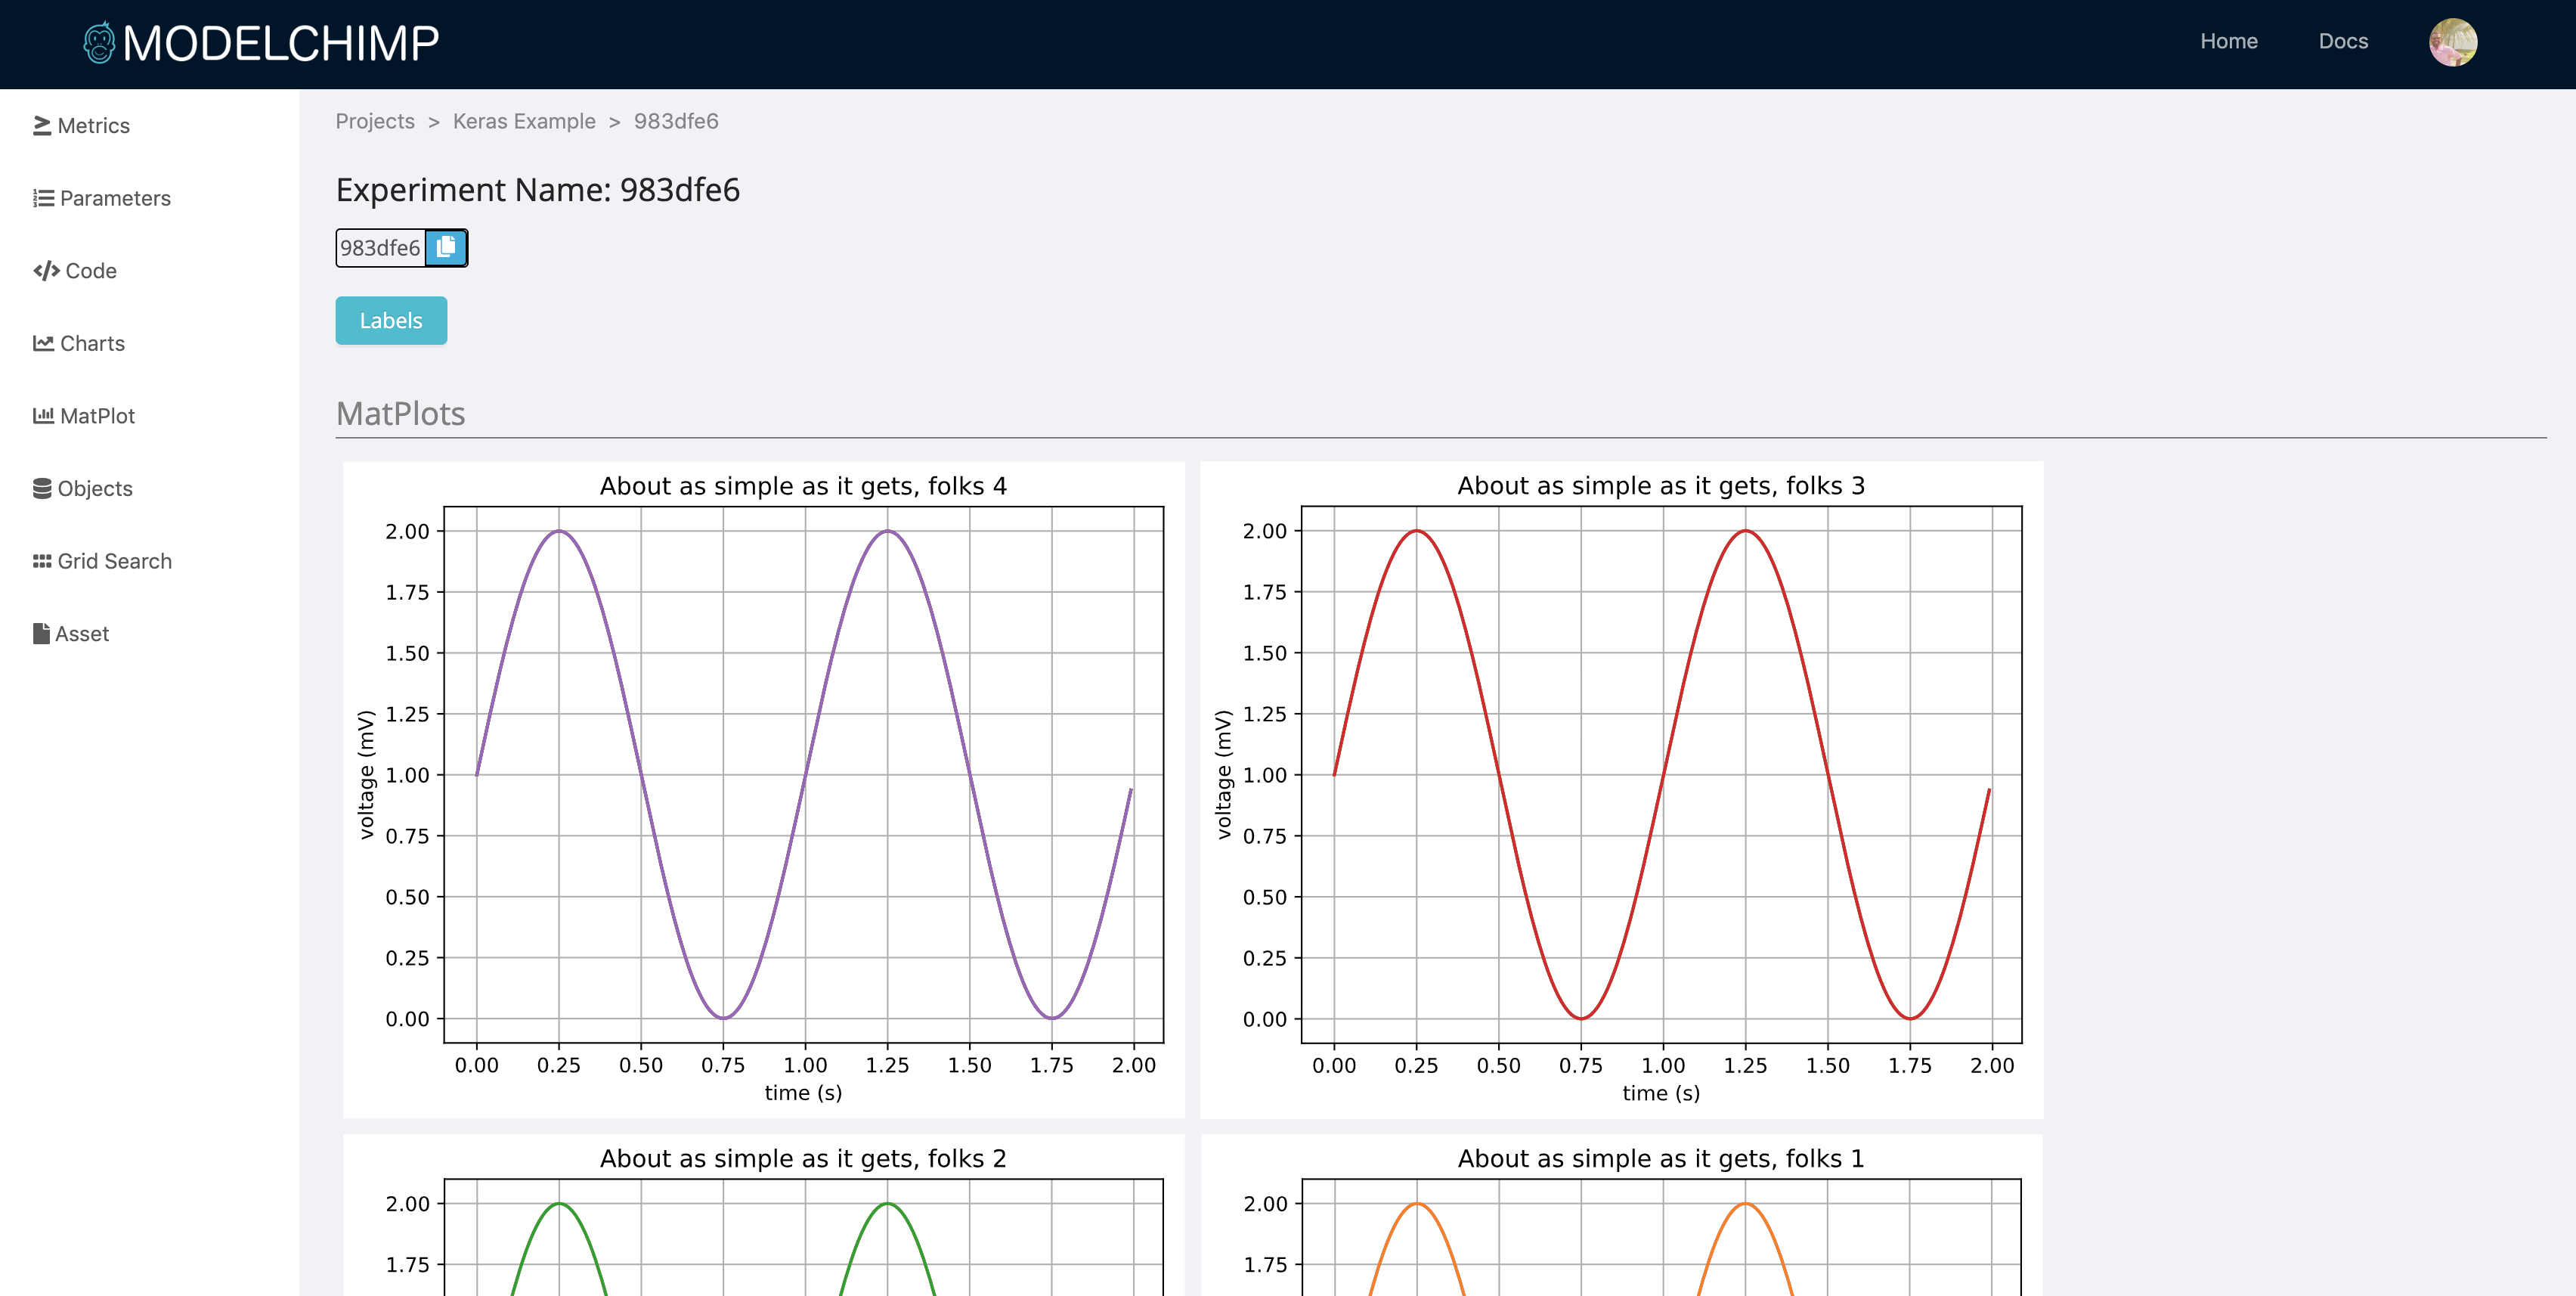 MODELCHIMP
Home
Docs
Metrics
Parameters
Code
Charts
MatPlot
Objects
Grid Search
Asset
Projects > Keras Example > 983dfe6
Experiment Name: 983dfe6
983dfe6
Labels
MatPlots
About as simple as it gets, folks 4
2.00
1.75
1.50
1.25
1.00
0.75
0.50
0.25
0.00
voltage (mV)
0.00 0.25 0.50 0.75 1.00 1.25 1.50 1.75 2.00
time (s)
About as simple as it gets, folks 3
2.00
1.75
1.50
1.25
1.00
0.75
0.50
0.25
0.00
voltage (mV)
0.00 0.25 0.50 0.75 1.00 1.25 1.50 1.75 2.00
time (s)
About as simple as it gets, folks 2
2.00
1.75
About as simple as it gets, folks 1
2.00
1.75